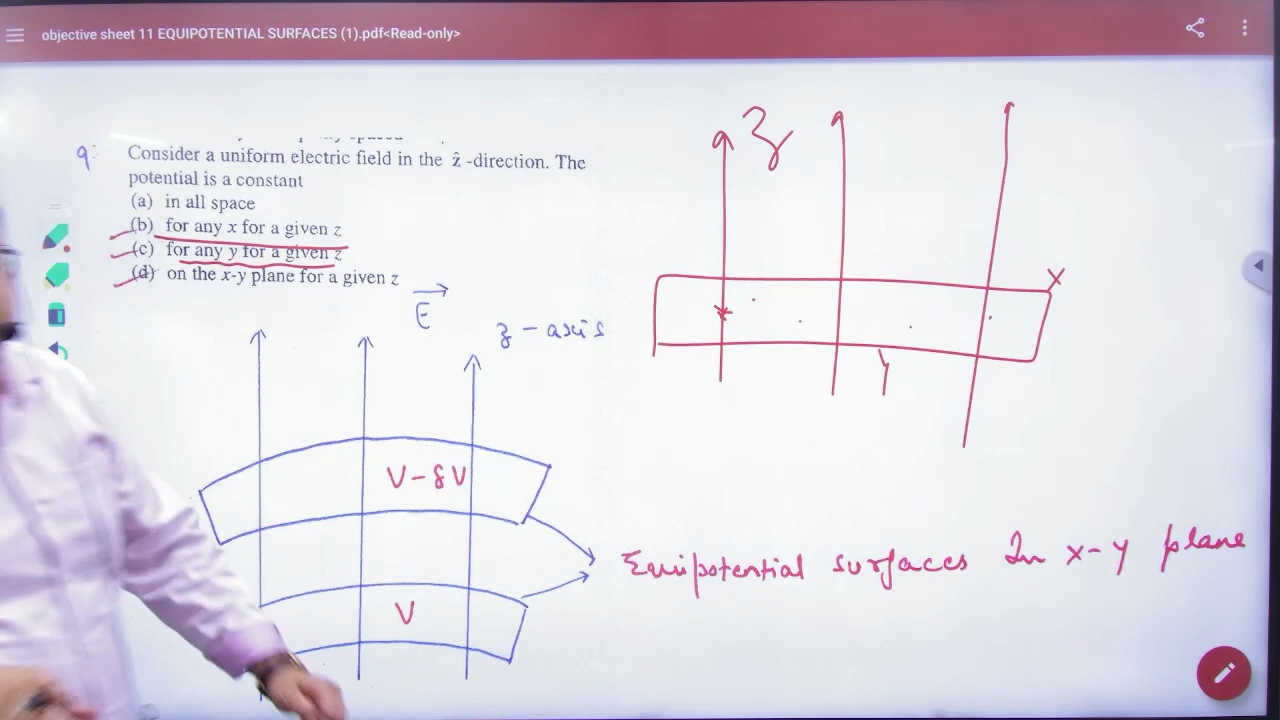 objective sheet 11 EQUIPOTENTIAL SURFACES (1).pdf<Read-only>
9.
Consider a uniform electric field in the ẑ -direction. The
potential is a constant
(a) in all space
(b) for any x for a given z
(c) for any y for a given z
(d) on the x-y plane for a given z
E⃗
z - axis
V - δV
V
z
x
y
Equipotential surfaces In x-y plane